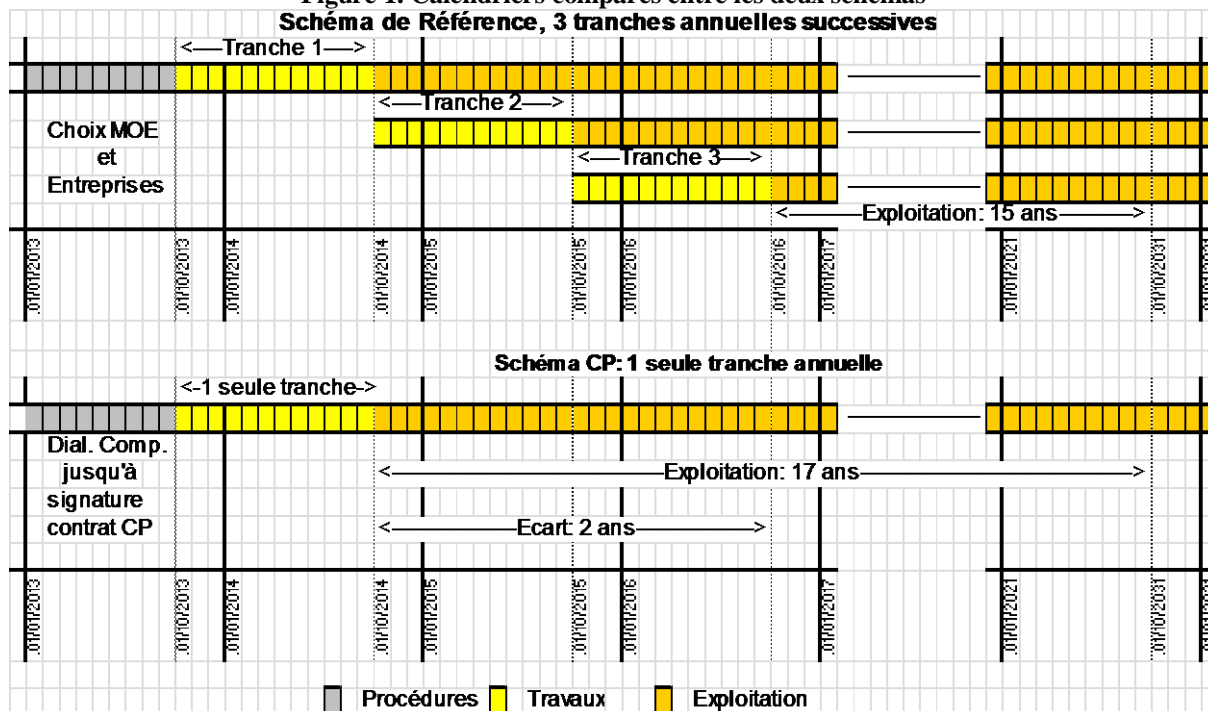 Figure 1. Calendriers comparés entre les deux schémas
Schéma de Référence, 3 tranches annuelles successives
<—Tranche 1—>
<—Tranche 2—>
Choix MOE
et
Entreprises
<—Tranche 3—>
<——Exploitation: 15 ans——>
01/01/2013
01/10/2013
01/01/2014
01/10/2014
01/01/2015
01/10/2015
01/01/2016
01/10/2016
01/01/2017
01/01/2021
01/10/2031
Schéma CP: 1 seule tranche annuelle
<-1 seule tranche->
Dial. Comp.
jusqu'à
signature
contrat CP
<——Exploitation: 17 ans——>
<——Ecart: 2 ans——>
01/01/2013
01/10/2013
01/01/2014
01/10/2014
01/01/2015
01/10/2015
01/01/2016
01/10/2016
01/01/2017
01/01/2021
01/10/2031
Procédures
Travaux
Exploitation